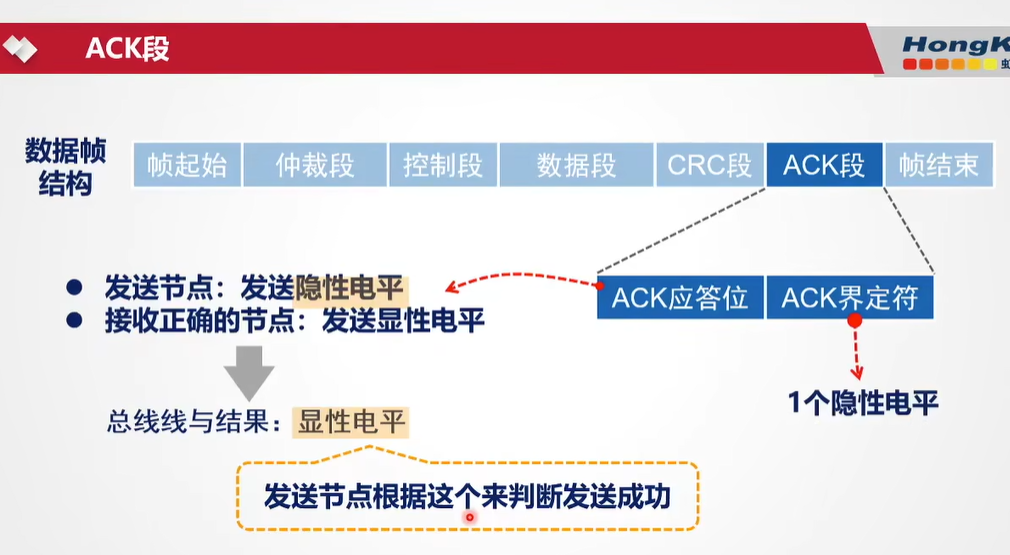 ACK段
HongK
虹
数据帧
结构
帧起始 仲裁段 控制段 数据段 CRC段 ACK段 帧结束
ACK应答位 ACK界定符
● 发送节点：发送隐性电平
● 接收正确的节点：发送显性电平
1个隐性电平
总线线与结果：显性电平
发送节点根据这个来判断发送成功